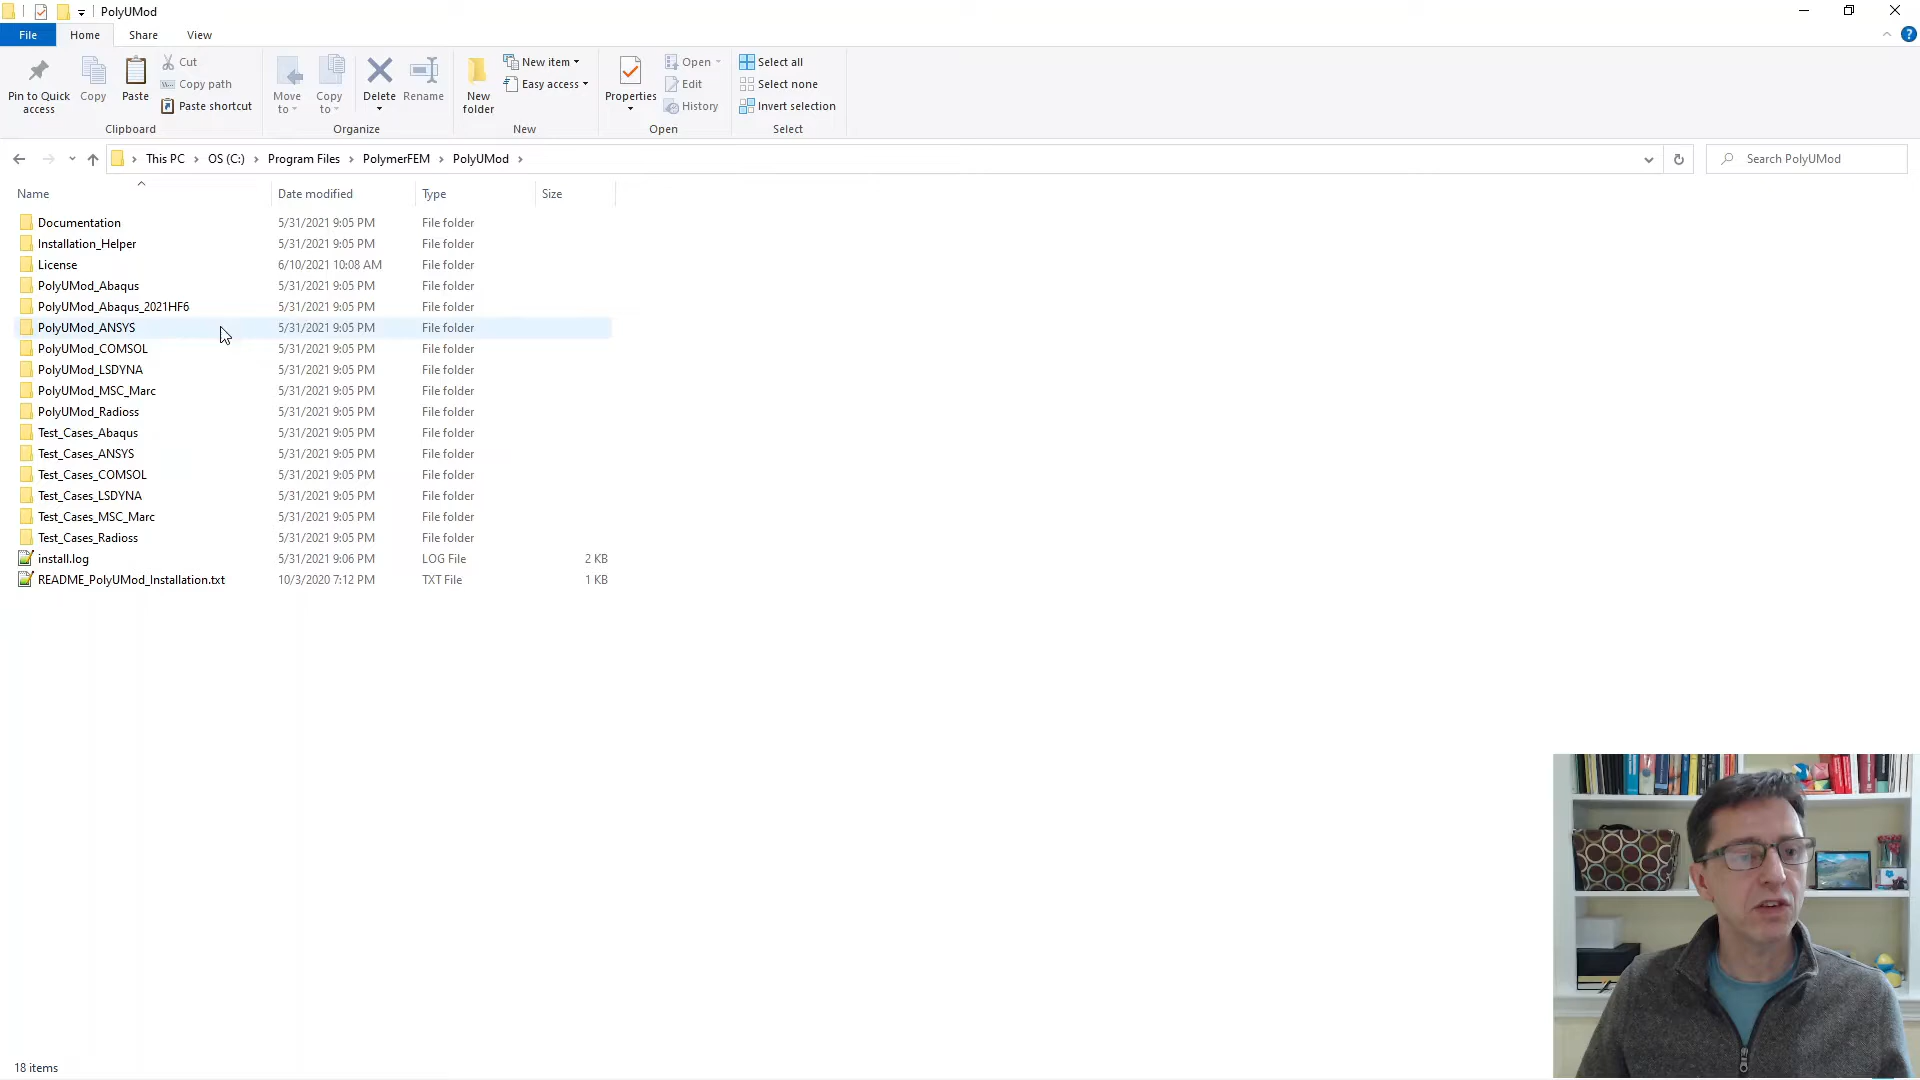 PolyUMod
File Home Share View
Pin to Quick access
Copy
Paste
Cut
Copy path
Paste shortcut
Clipboard
Move to
Copy to
Delete
Rename
Organize
New folder
New item
Easy access
New
Properties
Open
Edit
History
Open
Select all
Select none
Invert selection
Select
This PC > OS (C:) > Program Files > PolymerFEM > PolyUMod >
Search PolyUMod
Name Date modified Type Size
Documentation 5/31/2021 9:05 PM File folder
Installation_Helper 5/31/2021 9:05 PM File folder
License 6/10/2021 10:08 AM File folder
PolyUMod_Abaqus 5/31/2021 9:05 PM File folder
PolyUMod_Abaqus_2021HF6 5/31/2021 9:05 PM File folder
PolyUMod_ANSYS 5/31/2021 9:05 PM File folder
PolyUMod_COMSOL 5/31/2021 9:05 PM File folder
PolyUMod_LSDYNA 5/31/2021 9:05 PM File folder
PolyUMod_MSC_Marc 5/31/2021 9:05 PM File folder
PolyUMod_Radioss 5/31/2021 9:05 PM File folder
Test_Cases_Abaqus 5/31/2021 9:05 PM File folder
Test_Cases_ANSYS 5/31/2021 9:05 PM File folder
Test_Cases_COMSOL 5/31/2021 9:05 PM File folder
Test_Cases_LSDYNA 5/31/2021 9:05 PM File folder
Test_Cases_MSC_Marc 5/31/2021 9:05 PM File folder
Test_Cases_Radioss 5/31/2021 9:05 PM File folder
install.log 5/31/2021 9:06 PM LOG File 2 KB
README_PolyUMod_Installation.txt 10/3/2020 7:12 PM TXT File 1 KB
18 items